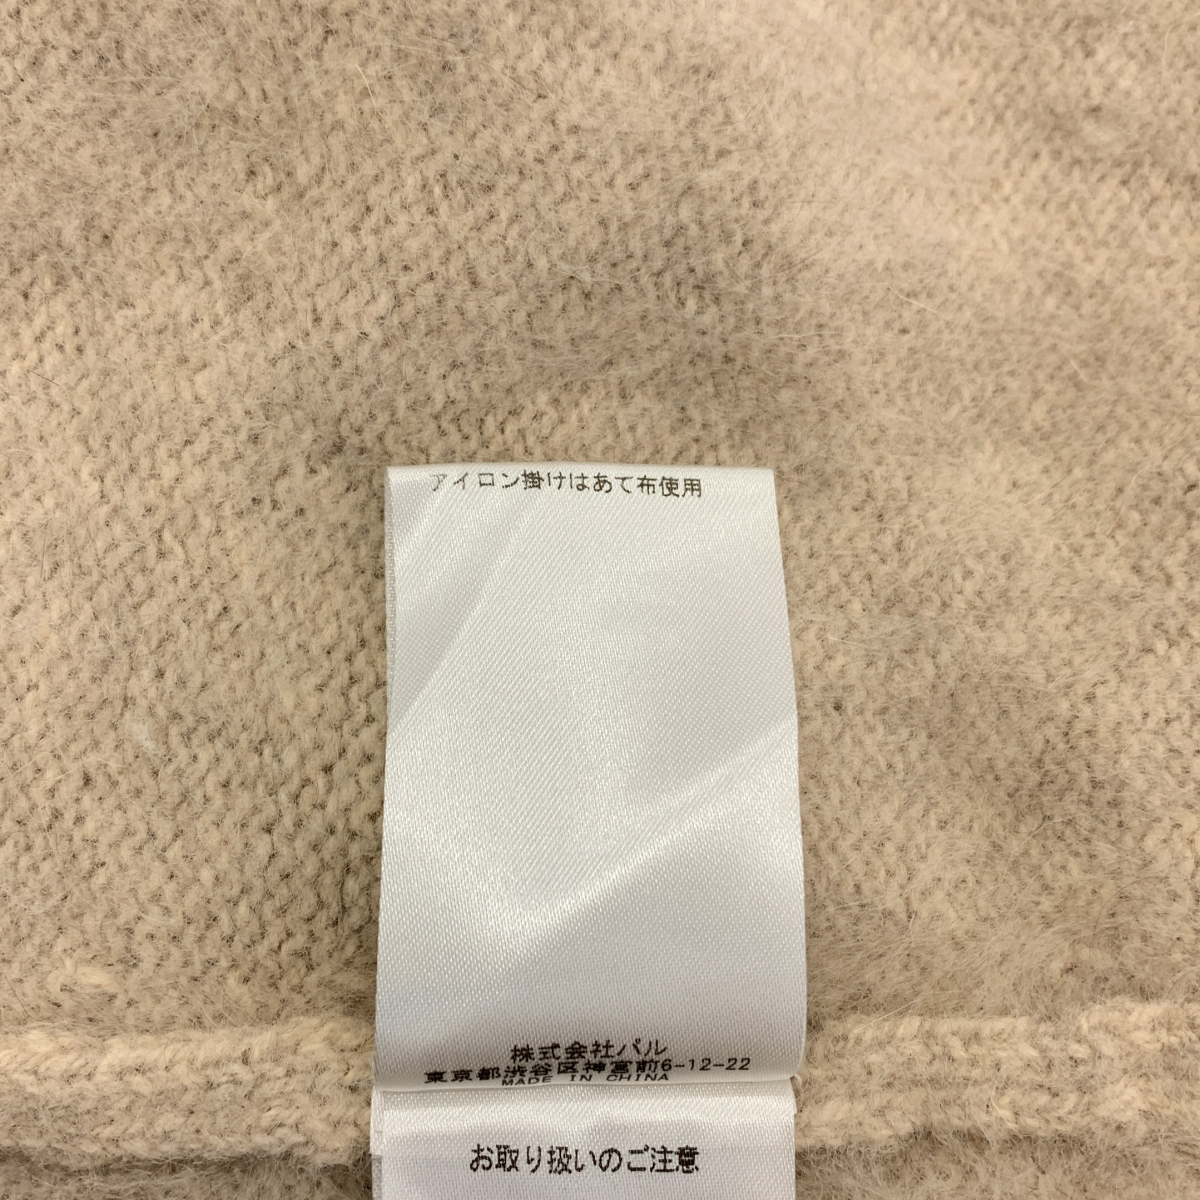 アイロン掛けはあて布使用
株式会社パル
東京都渋谷区神宮前6-12-22
MADE IN CHINA
お取り扱いのご注意